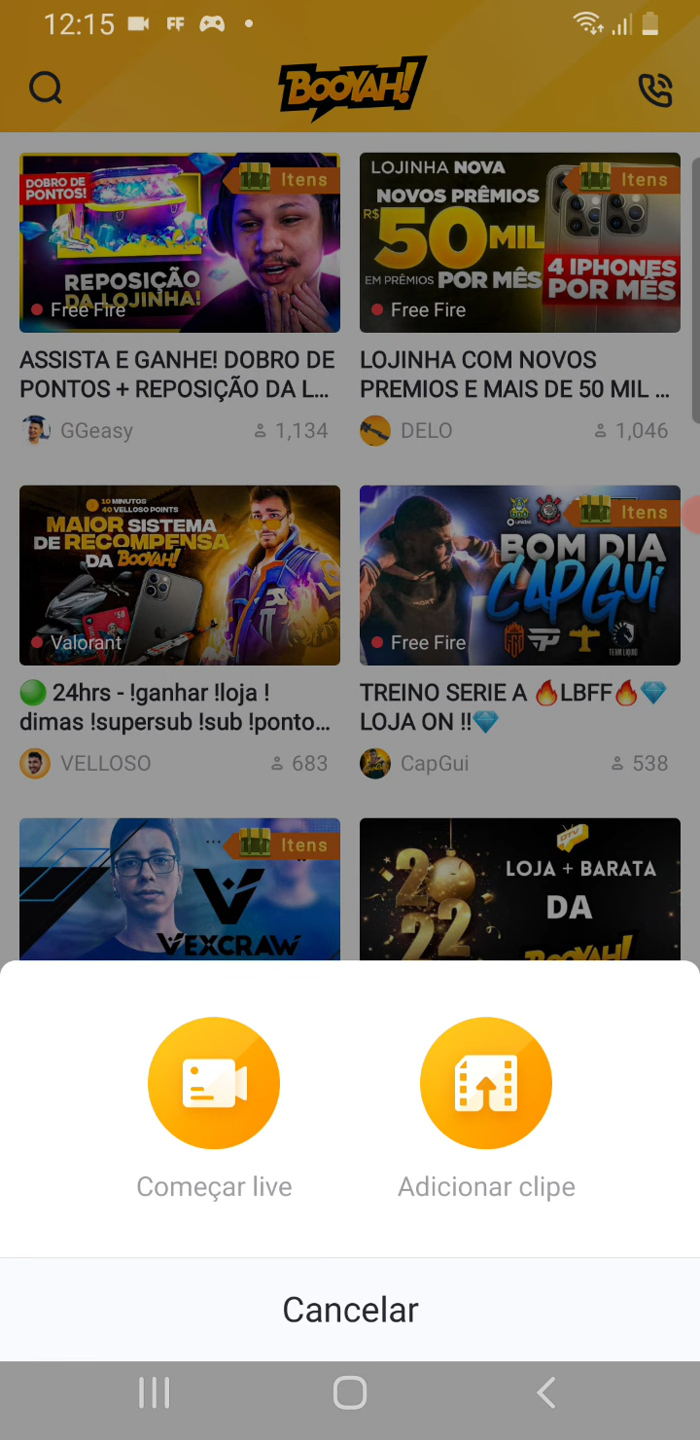 12:15
FF
BOOYAH!
DOBRO DE
PONTOS!
Itens
REPOSIÇÃO
DA LOJINHA!
Free Fire
LOJINHA NOVA
Itens
NOVOS PRÊMIOS
R$
50 MIL
EM PRÊMIOS POR MÊS
4 IPHONES
POR MÊS
Free Fire
ASSISTA E GANHE! DOBRO DE
PONTOS + REPOSIÇÃO DA L...
GGeasy
1,134
LOJINHA COM NOVOS
PREMIOS E MAIS DE 50 MIL ...
DELO
1,046
10 MINUTOS
40 VELLOSO POINTS
MAIOR SISTEMA
DE RECOMPENSA
DA BOOYAH!
Valorant
Itens
BOM DIA
CAPGUI
TEAM LIQUID
Free Fire
24hrs - !ganhar !loja !
dimas !supersub !sub !ponto...
VELLOSO
683
TREINO SERIE A 🔥LBFF🔥💎
LOJA ON !!💎
CapGui
538
Itens
VEXCRAW
2022
DTV
LOJA + BARATA
DA
BOOYAH!
Começar live
Adicionar clipe
Cancelar